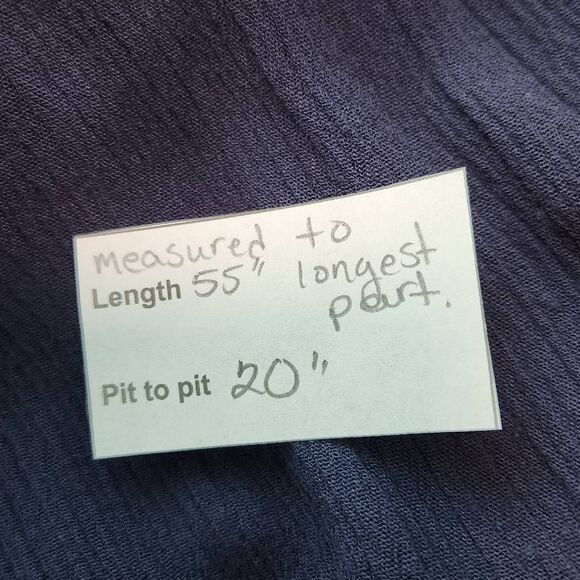 measured to
Length 55" longest
part.
Pit to pit 20"